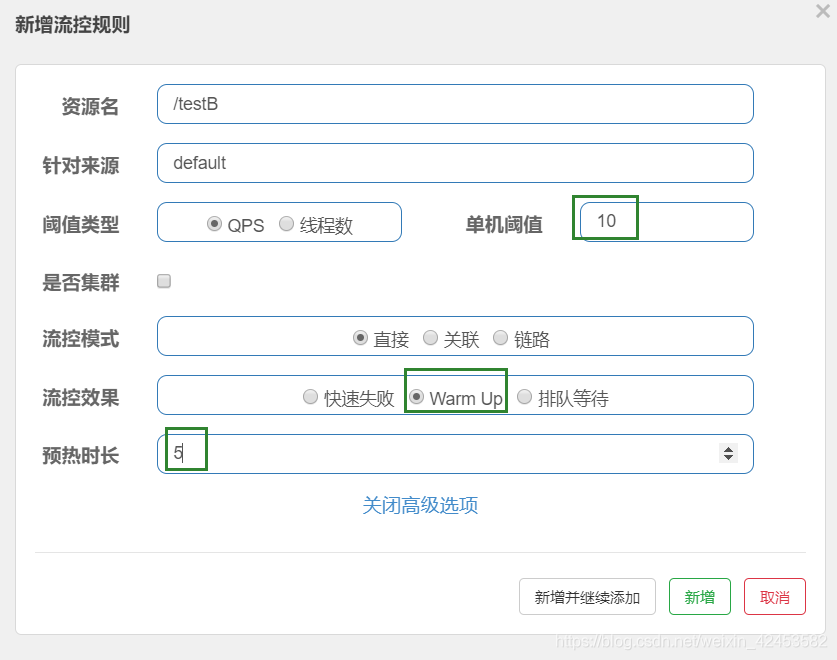 新增流控规则
×
资源名 /testB
针对来源 default
阈值类型 QPS 线程数 单机阈值 10
是否集群
流控模式 直接 关联 链路
流控效果 快速失败 Warm Up 排队等待
预热时长 5
关闭高级选项
新增并继续添加 新增 取消
https://blog.csdn.net/weixin_42453582